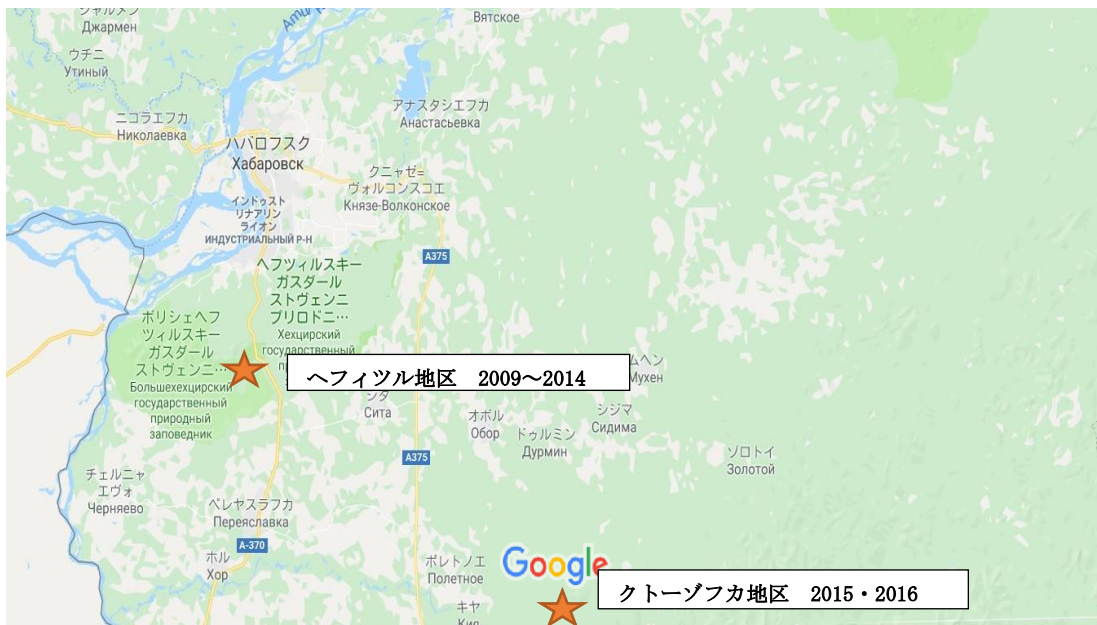 ジャルメン
Джармен
Вятское
ウチニ
Утиный
アナスタシエフカ
Анастасьевка
ニコラエフカ
Николаевка
ハバロフスク
Хабаровск
クニャゼ=
ヴォルコンスコエ
Князе-Волконское
インドゥスト
リナアリン
ライオン
ИНДУСТРИАЛЬНЫЙ Р-Н
A375
ヘフツィルスキー
ガスダール
ストヴェンニ
プリロドニ…
Хехцирский
государственный
ボリシェヘフ
ツィルスキー
ガスダール
ストヴェンニ…
Большехехцирский
государственный
природный
заповедник
ヘフィヅル地区 2009～2014
Мухен
シタ
Сита
オボル
Обор
シジマ
Сидима
ドゥルミン
Дурмин
ゾロトイ
Золотой
A375
チェルニャ
エヴォ
Черняево
ペレヤスラフカ
Переяславка
A-370
ホル
Хор
ポレトノエ
Полетное
Google
クトーゾフカ地区 2015・2016
キヤ
Кия